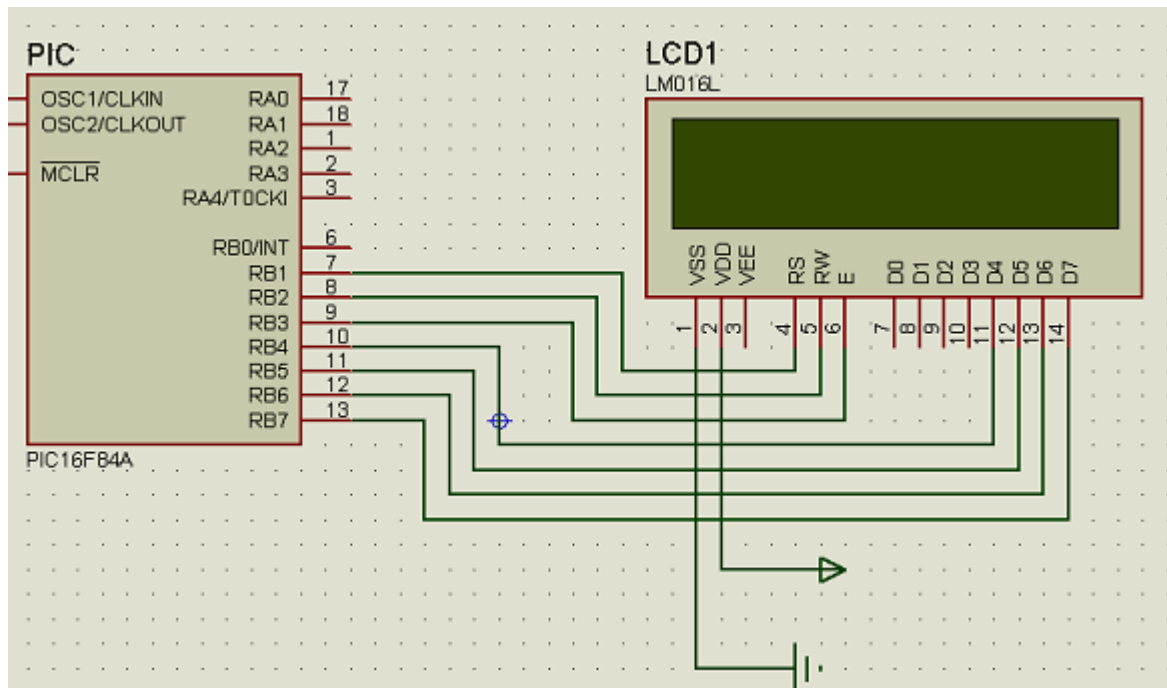 PIC
OSC1/CLKIN
OSC2/CLKOUT
MCLR
RA0 17
RA1 18
RA2 1
RA3 2
RA4/T0CKI 3
RB0/INT 6
RB1 7
RB2 8
RB3 9
RB4 10
RB5 11
RB6 12
RB7 13
PIC16F84A
LCD1
LM016L
VSS VDD VEE RS RW E D0 D1 D2 D3 D4 D5 D6 D7
1 2 3 4 5 6 7 8 9 10 11 12 13 14